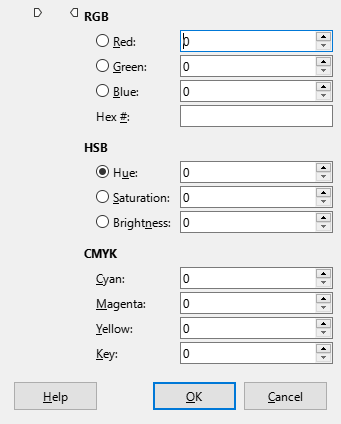 RGB
Red: 0
Green: 0
Blue: 0
Hex #:
HSB
Hue: 0
Saturation: 0
Brightness: 0
CMYK
Cyan: 0
Magenta: 0
Yellow: 0
Key: 0
Help OK Cancel